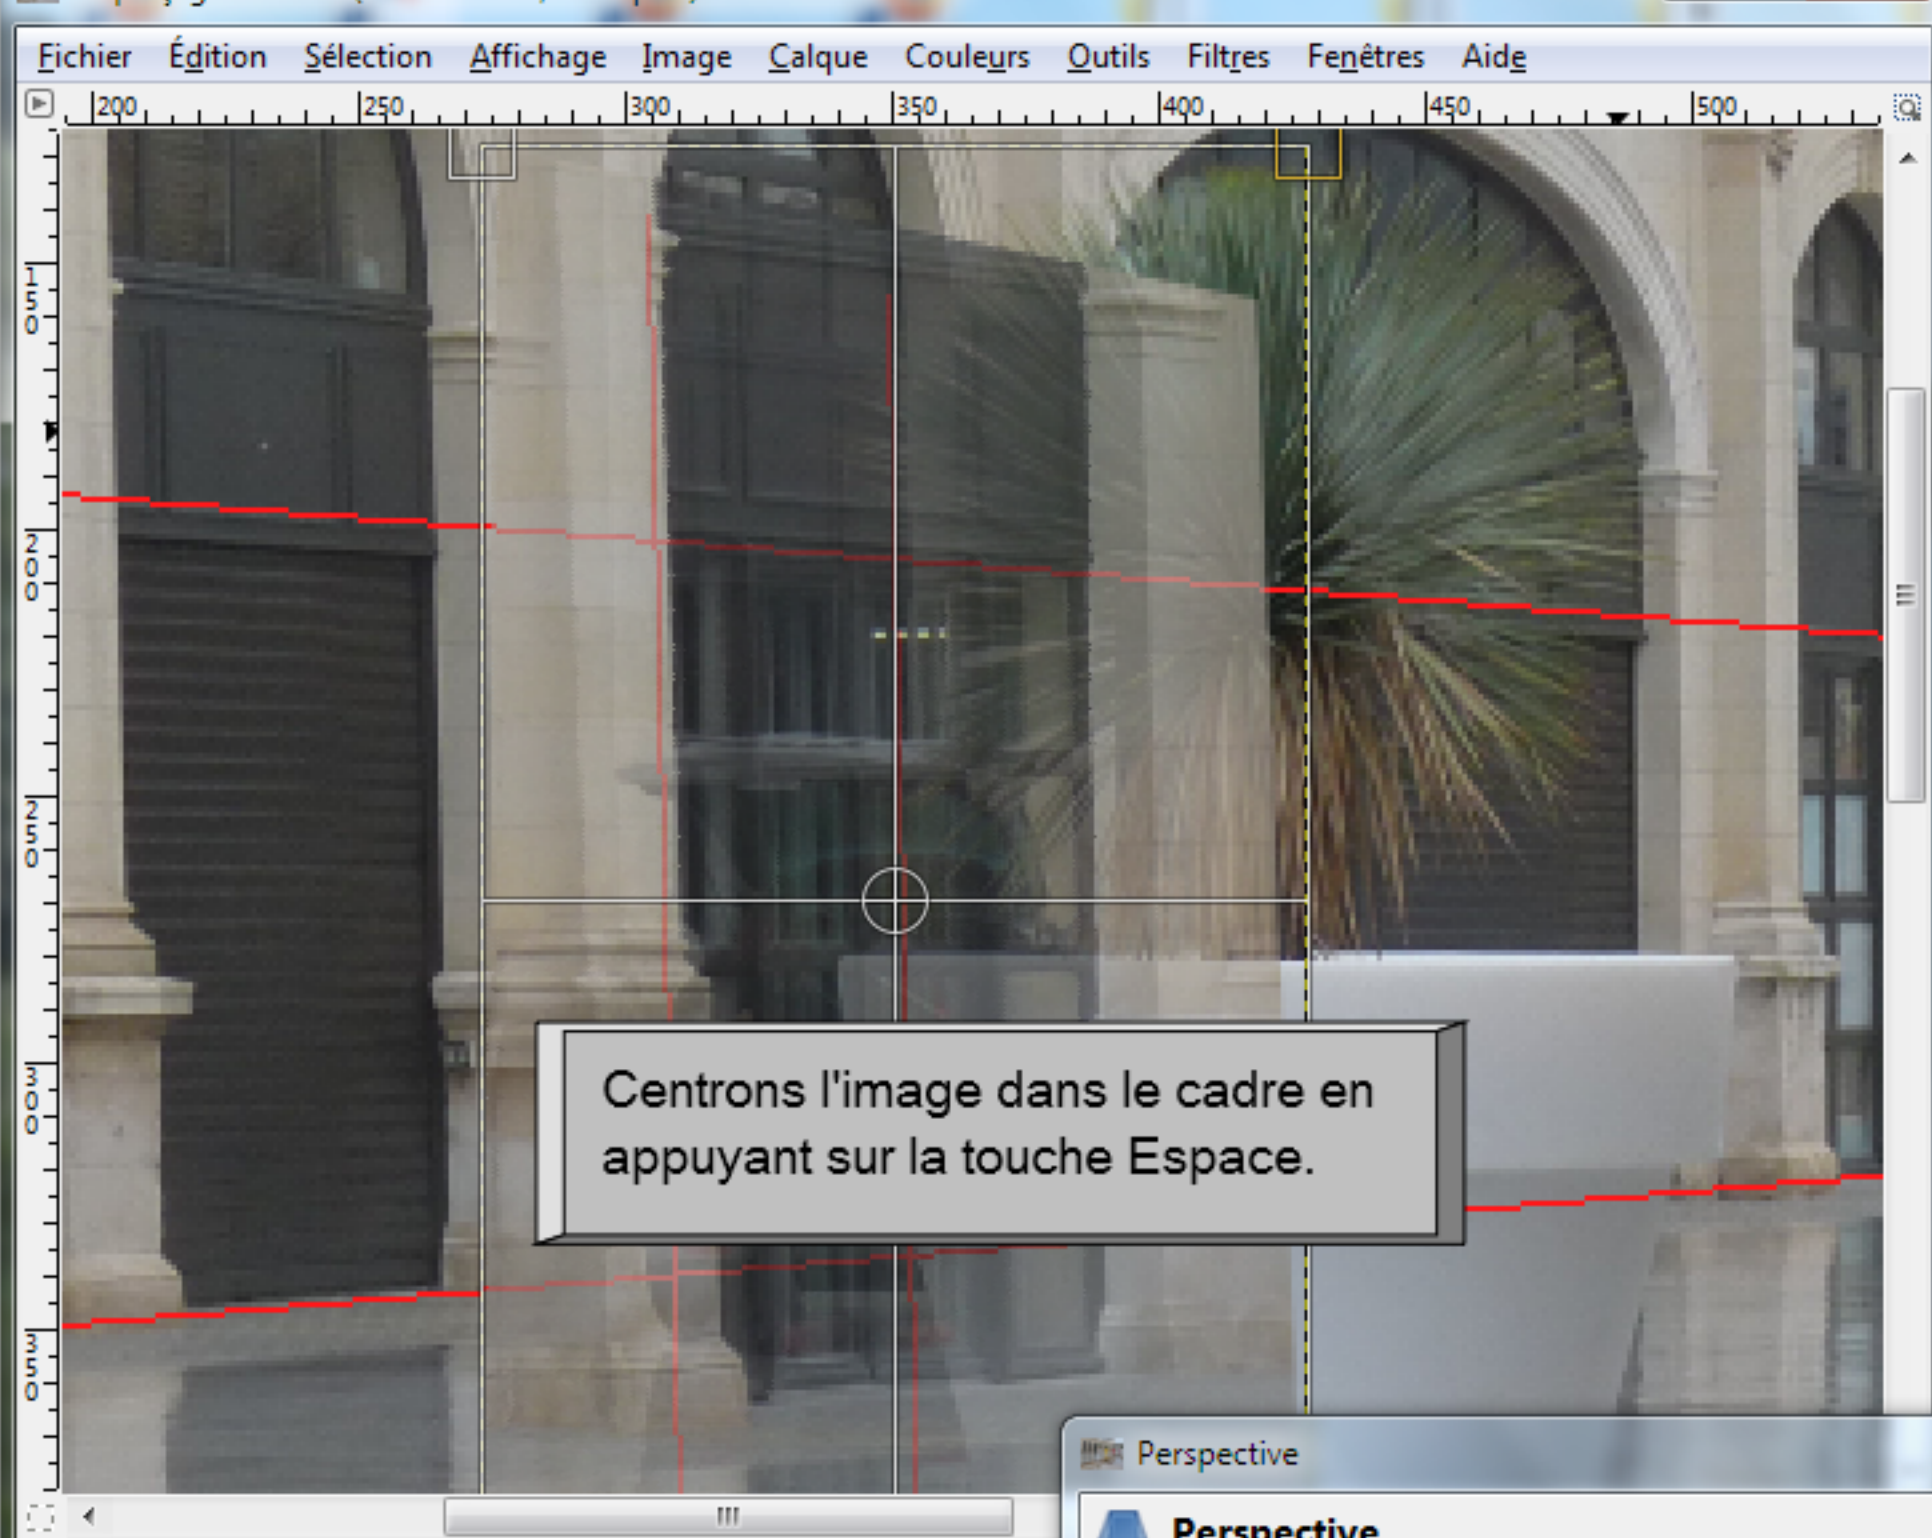 Fichier Édition Sélection Affichage Image Calque Couleurs Outils Filtres Fenêtres Aide
200 250 300 350 400 450 500
150
200
250
300
350
Centrons l'image dans le cadre en
appuyant sur la touche Espace.
Perspective
Perspective